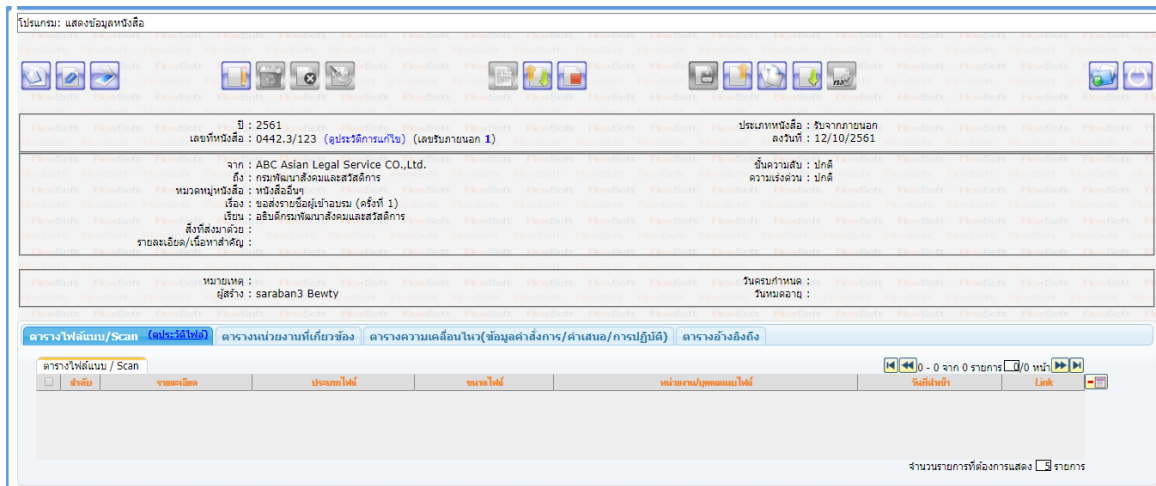 โปรแกรม: แสดงข้อมูลหนังสือ
ปี : 2561
ประเภทหนังสือ : รับจากภายนอก
เลขที่หนังสือ : 0442.3/123 (ดูประวัติการแก้ไข) (เลขรับภายนอก 1)
ลงวันที่ : 12/10/2561
จาก : ABC Asian Legal Service CO.,Ltd.
ชั้นความลับ : ปกติ
ถึง : กรมพัฒนาสังคมและสวัสดิการ
ความเร่งด่วน : ปกติ
หมวดหมู่หนังสือ : หนังสืออื่นๆ
เรื่อง : ขอส่งรายชื่อผู้เข้าอบรม (ครั้งที่ 1)
เรียน : อธิบดีกรมพัฒนาสังคมและสวัสดิการ
สิ่งที่ส่งมาด้วย :
รายละเอียด/เนื้อหาสำคัญ :
หมายเหตุ :
วันครบกำหนด :
ผู้สร้าง : saraban3 Bewty
วันหมดอายุ :
ตารางไฟล์แนบ/Scan (ดูประวัติไฟล์) ตารางหน่วยงานที่เกี่ยวข้อง ตารางความเคลื่อนไหว(ข้อมูลคำสั่งการ/คำเสนอ/การปฏิบัติ) ตารางอ้างอิงถึง
ตารางไฟล์แนบ / Scan
0 - 0 จาก 0 รายการ 0/0 หน้า
ลำดับ รายละเอียด ประเภทไฟล์ ขนาดไฟล์ หน่วยงาน/บุคคลแนบไฟล์ วันที่นำเข้า Link
จำนวนรายการที่ต้องการแสดง 5 รายการ